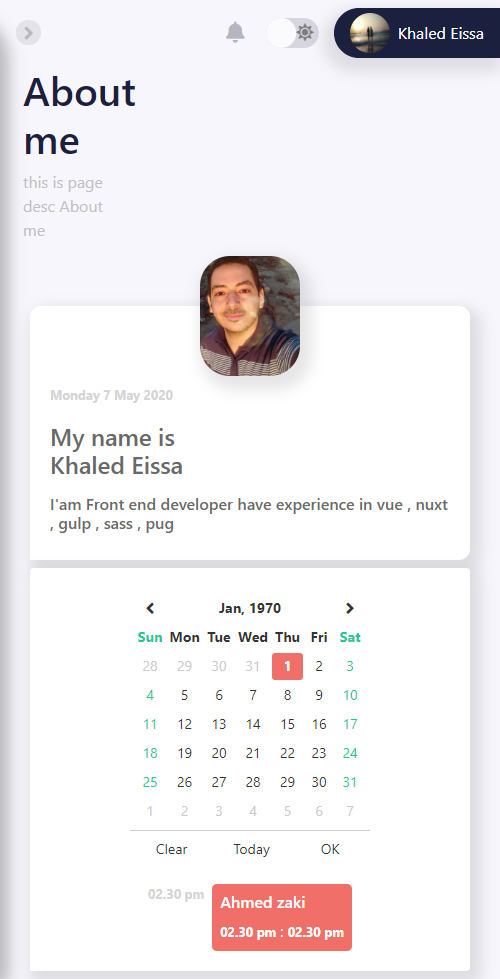 Khaled Eissa
About
me
this is page
desc About
me
Monday 7 May 2020
My name is
Khaled Eissa
I'am Front end developer have experience in vue , nuxt
, gulp , sass , pug
Jan, 1970
Sun Mon Tue Wed Thu Fri Sat
28 29 30 31 1 2 3
4 5 6 7 8 9 10
11 12 13 14 15 16 17
18 19 20 21 22 23 24
25 26 27 28 29 30 31
1 2 3 4 5 6 7
Clear Today OK
02.30 pm Ahmed zaki
02.30 pm : 02.30 pm